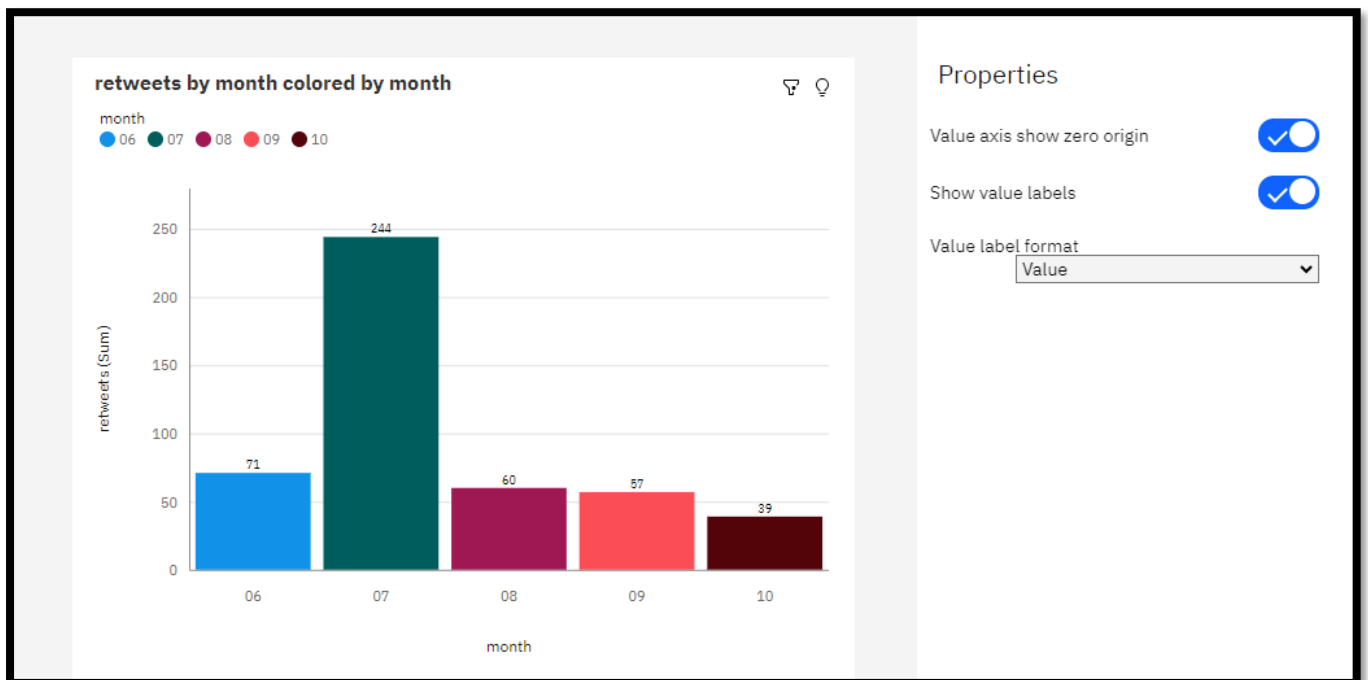 retweets by month colored by month
month
06 07 08 09 10
retweets (Sum)
250
200
150
100
50
0
71
244
60
57
39
06 07 08 09 10
month
Properties
Value axis show zero origin
Show value labels
Value label format
Value